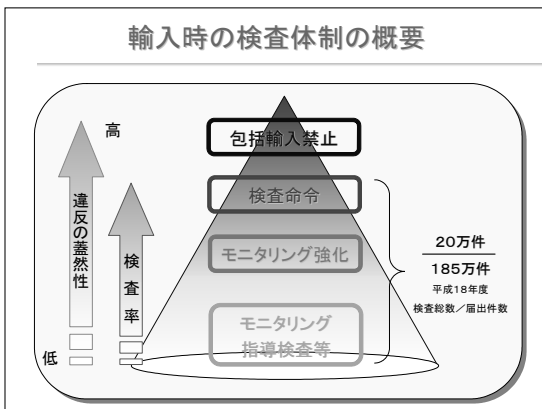 輸入時の検査体制の概要
高
包括輸入禁止
検査命令
モニタリング強化
モニタリング
指導検査等
違反の蓋然性
検査率
低
20万件
185万件
平成18年度
検査総数／届出件数